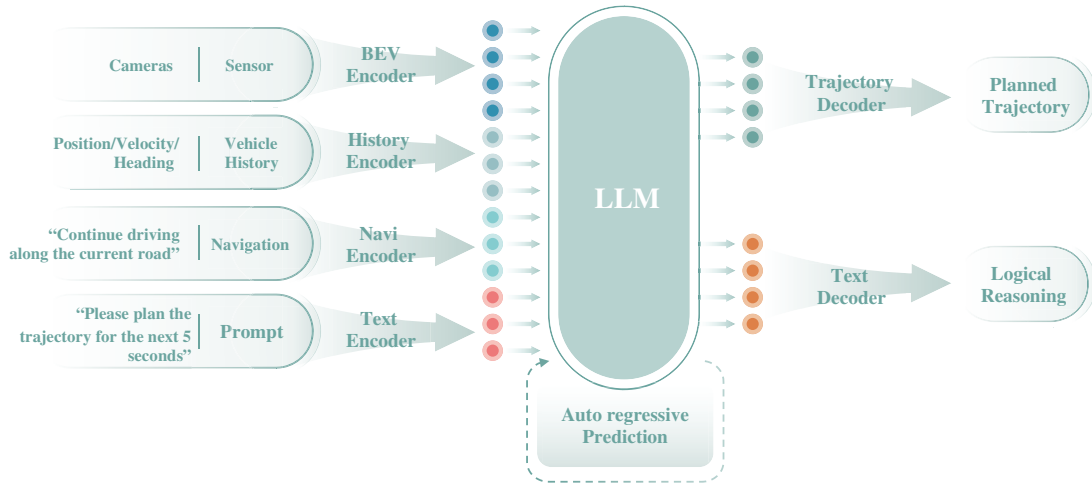 Cameras
Sensor
BEV
Encoder
Position/Velocity/
Heading
Vehicle
History
History
Encoder
“Continue driving
along the current road”
Navigation
Navi
Encoder
“Please plan the
trajectory for the next 5
seconds”
Prompt
Text
Encoder
LLM
Auto regressive
Prediction
Trajectory
Decoder
Planned
Trajectory
Text
Decoder
Logical
Reasoning